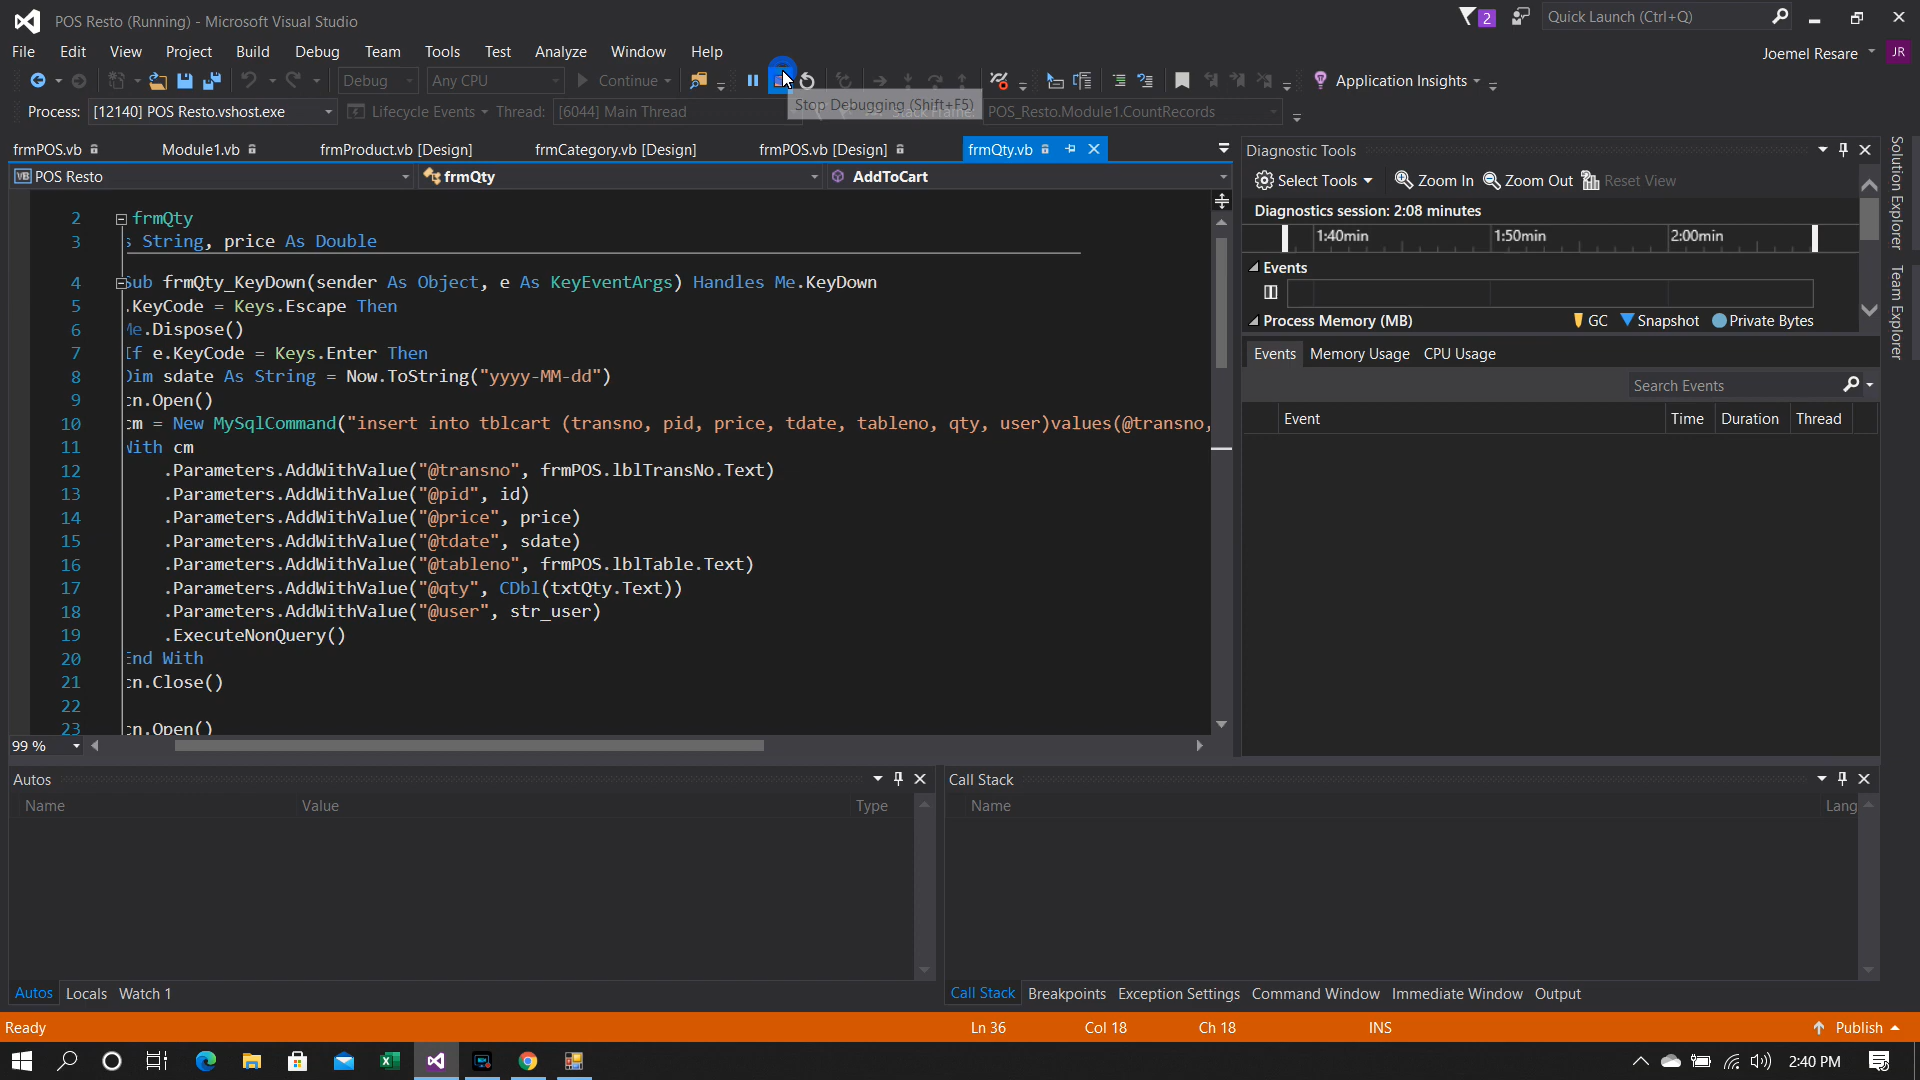 POS Resto (Running) - Microsoft Visual Studio
2
Quick Launch (Ctrl+Q)
File Edit View Project Build Debug Team Tools Test Analyze Window Help
Joemel Resare JR
Debug Any CPU Continue Application Insights
Stop Debugging (Shift+F5)
Process: [12140] POS Resto.vshost.exe Lifecycle Events Thread: [6044] Main Thread Stack Frame: POS_Resto.Module1.CountRecords
frmPOS.vb Module1.vb frmProduct.vb [Design] frmCategory.vb [Design] frmPOS.vb [Design] frmQty.vb
VB POS Resto frmQty AddToCart
2 frmQty
3 s String, price As Double
4 Sub frmQty_KeyDown(sender As Object, e As KeyEventArgs) Handles Me.KeyDown
5 .KeyCode = Keys.Escape Then
6 Me.Dispose()
7 If e.KeyCode = Keys.Enter Then
8 Dim sdate As String = Now.ToString("yyyy-MM-dd")
9 cn.Open()
10 cm = New MySqlCommand("insert into tblcart (transno, pid, price, tdate, tableno, qty, user)values(@transno,
11 With cm
12 .Parameters.AddWithValue("@transno", frmPOS.lblTransNo.Text)
13 .Parameters.AddWithValue("@pid", id)
14 .Parameters.AddWithValue("@price", price)
15 .Parameters.AddWithValue("@tdate", sdate)
16 .Parameters.AddWithValue("@tableno", frmPOS.lblTable.Text)
17 .Parameters.AddWithValue("@qty", CDbl(txtQty.Text))
18 .Parameters.AddWithValue("@user", str_user)
19 .ExecuteNonQuery()
20 End With
21 cn.Close()
22
23 cn.Open()
99 %
Diagnostic Tools
Select Tools Zoom In Zoom Out Reset View
Diagnostics session: 2:08 minutes
1:40min 1:50min 2:00min
Events
Process Memory (MB) GC Snapshot Private Bytes
Events Memory Usage CPU Usage
Search Events
Event Time Duration Thread
Solution Explorer
Team Explorer
Autos
Name Value Type
Autos Locals Watch 1
Call Stack
Name Lang
Call Stack Breakpoints Exception Settings Command Window Immediate Window Output
Ready Ln 36 Col 18 Ch 18 INS Publish
2:40 PM